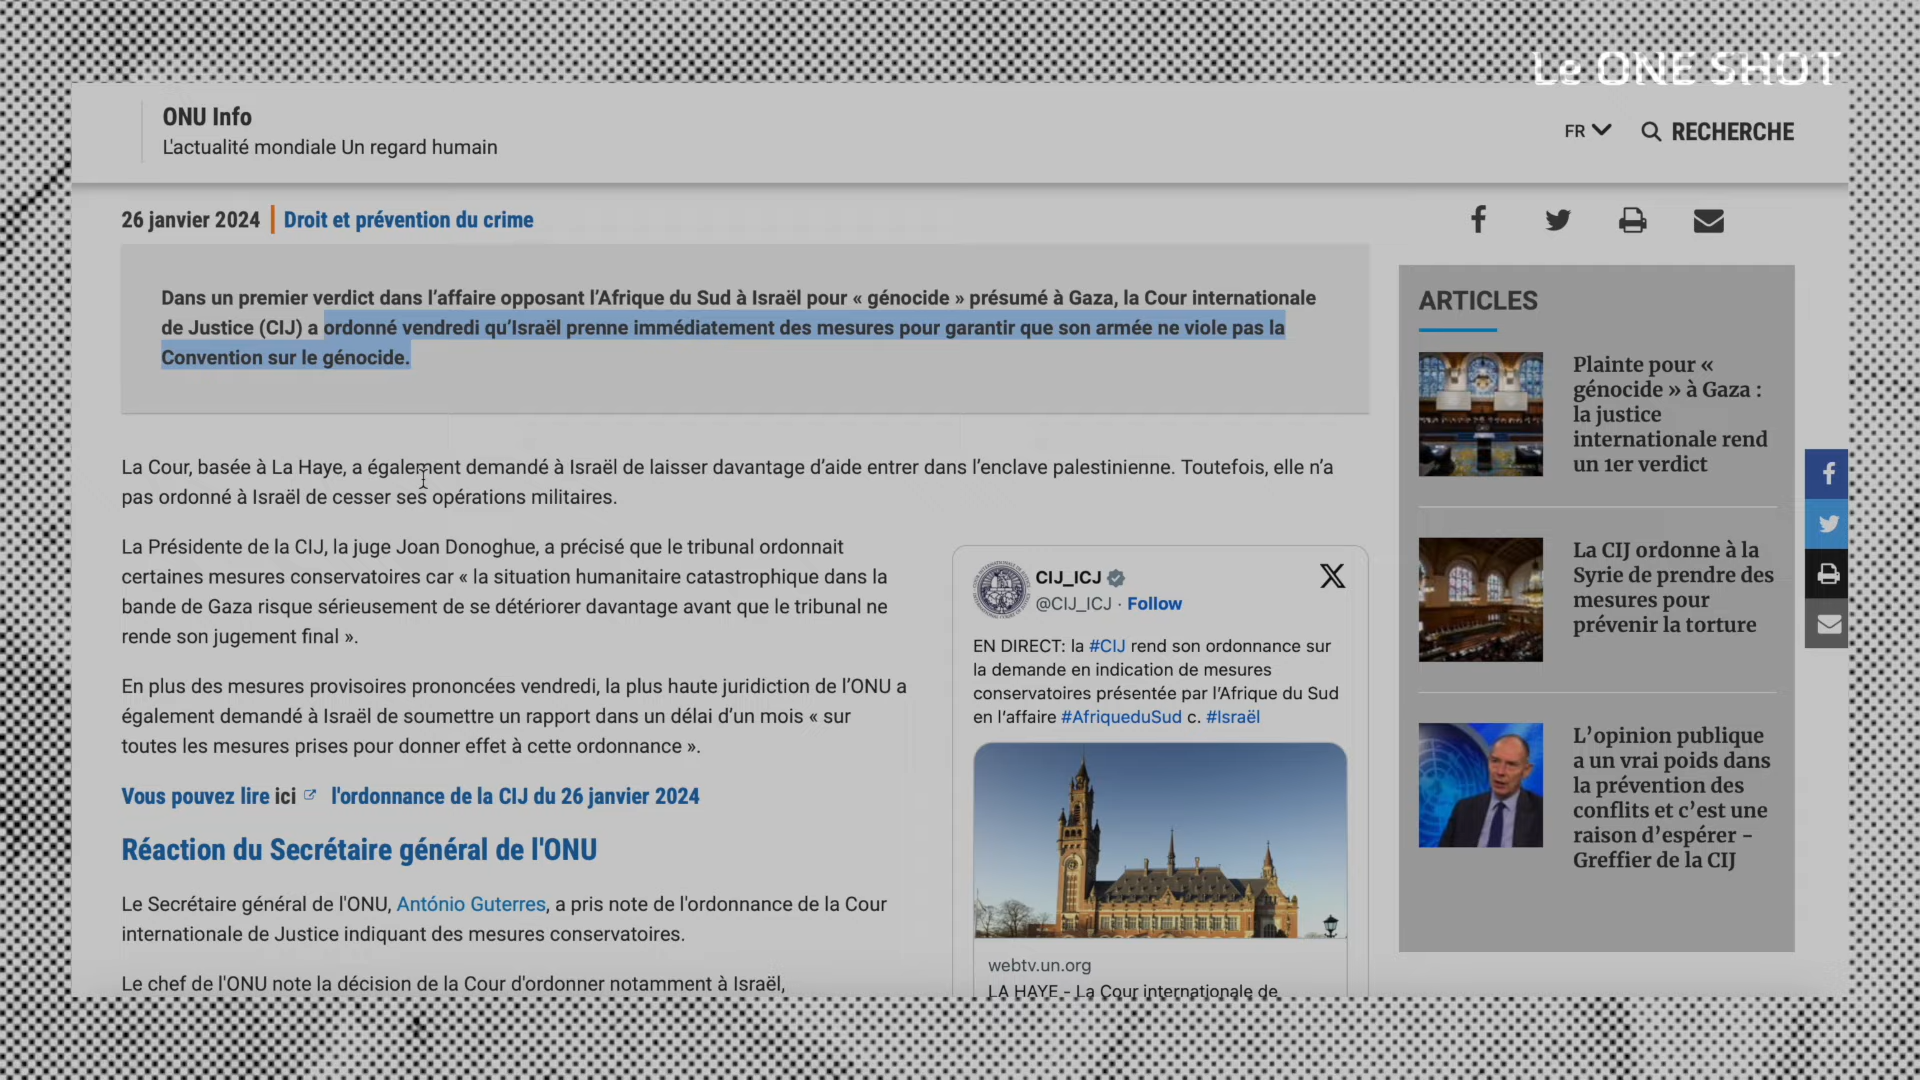 Le ONE SHOT
ONU Info
L'actualité mondiale Un regard humain
FR
RECHERCHE
26 janvier 2024
Droit et prévention du crime
Dans un premier verdict dans l’affaire opposant l’Afrique du Sud à Israël pour « génocide » présumé à Gaza, la Cour internationale
de Justice (CIJ) a ordonné vendredi qu’Israël prenne immédiatement des mesures pour garantir que son armée ne viole pas la
Convention sur le génocide.
La Cour, basée à La Haye, a également demandé à Israël de laisser davantage d’aide entrer dans l’enclave palestinienne. Toutefois, elle n’a
pas ordonné à Israël de cesser ses opérations militaires.
La Présidente de la CIJ, la juge Joan Donoghue, a précisé que le tribunal ordonnait
certaines mesures conservatoires car « la situation humanitaire catastrophique dans la
bande de Gaza risque sérieusement de se détériorer davantage avant que le tribunal ne
rende son jugement final ».
En plus des mesures provisoires prononcées vendredi, la plus haute juridiction de l’ONU a
également demandé à Israël de soumettre un rapport dans un délai d’un mois « sur
toutes les mesures prises pour donner effet à cette ordonnance ».
Vous pouvez lire ici l'ordonnance de la CIJ du 26 janvier 2024
Réaction du Secrétaire général de l'ONU
Le Secrétaire général de l'ONU, António Guterres, a pris note de l'ordonnance de la Cour
internationale de Justice indiquant des mesures conservatoires.
Le chef de l'ONU note la décision de la Cour d'ordonner notamment à Israël,
CIJ_ICJ
@CIJ_ICJ · Follow
EN DIRECT: la #CIJ rend son ordonnance sur
la demande en indication de mesures
conservatoires présentée par l’Afrique du Sud
en l’affaire #AfriqueduSud c. #Israël
webtv.un.org
LA HAYE - La Cour internationale de
ARTICLES
Plainte pour «
génocide » à Gaza :
la justice
internationale rend
un 1er verdict
La CIJ ordonne à la
Syrie de prendre des
mesures pour
prévenir la torture
L’opinion publique
a un vrai poids dans
la prévention des
conflits et c’est une
raison d’espérer -
Greffier de la CIJ